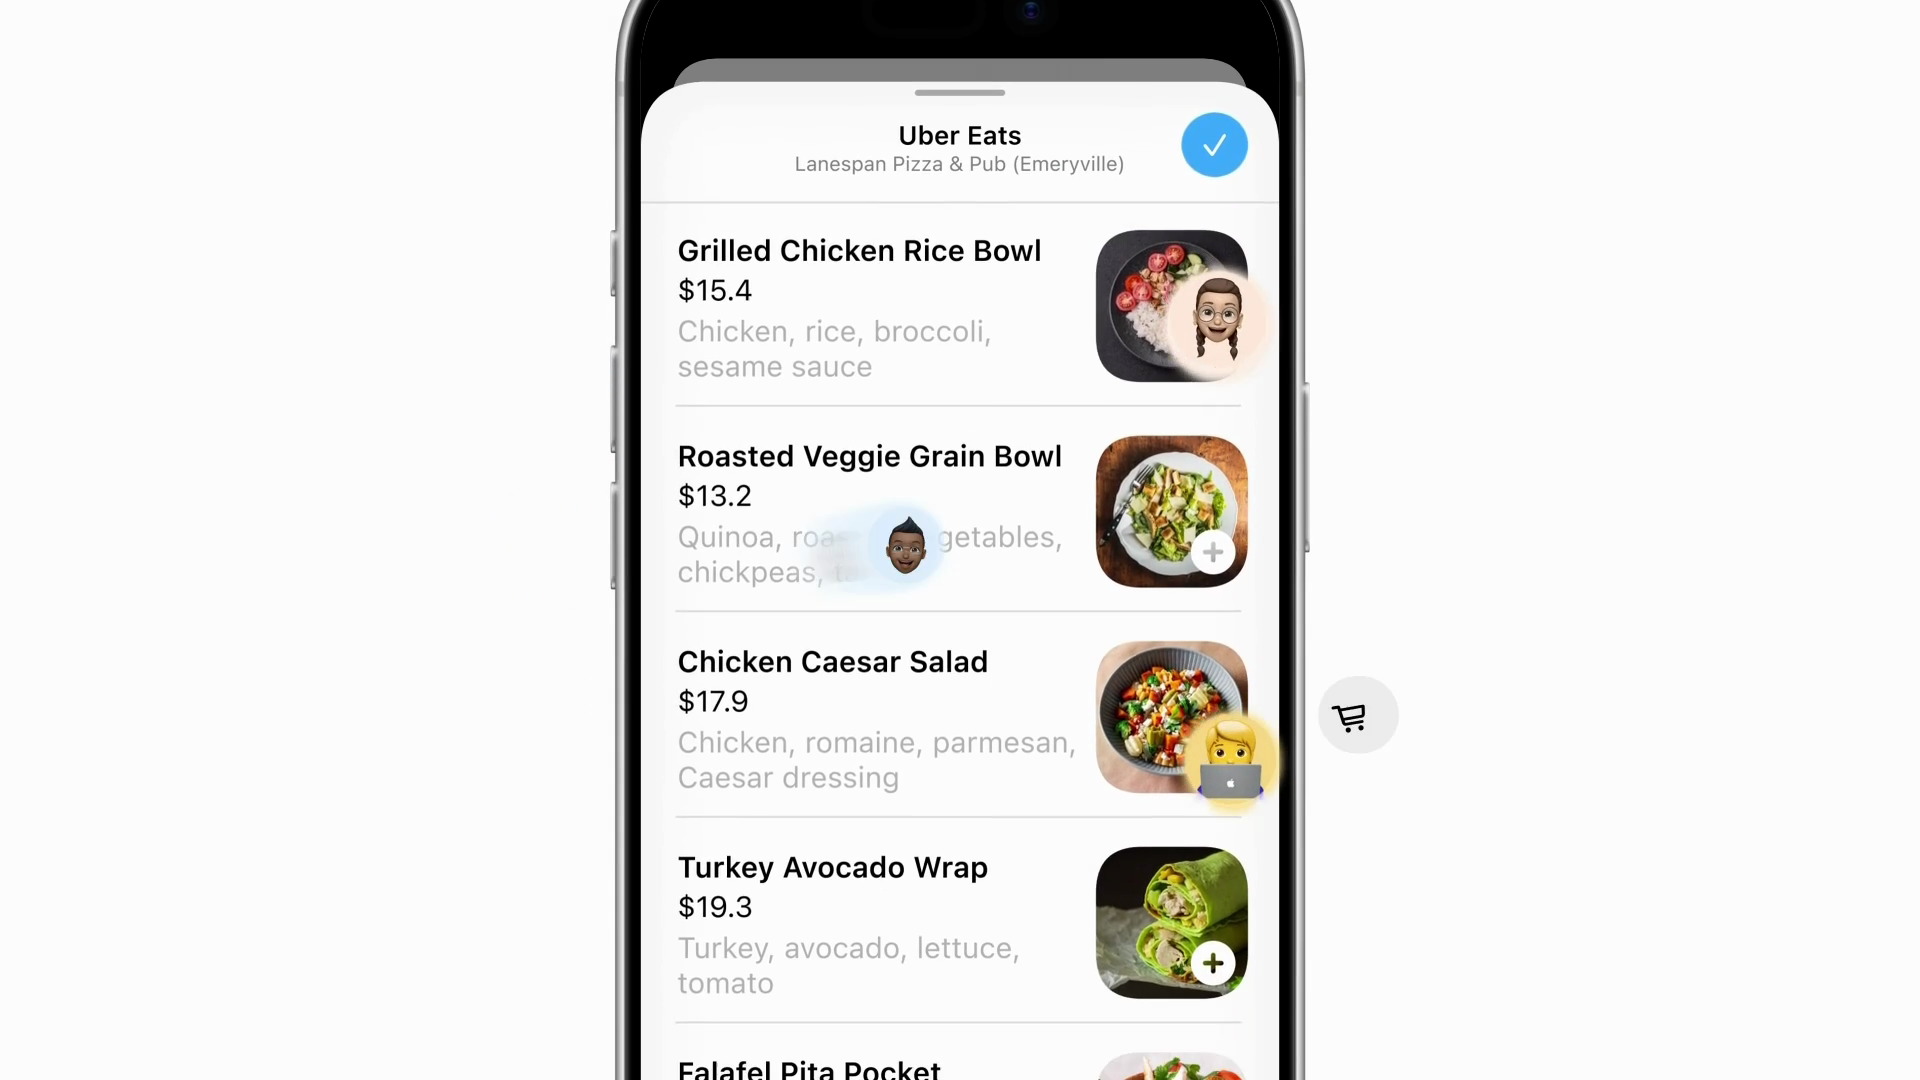 Uber Eats
Lanespan Pizza & Pub (Emeryville)
Grilled Chicken Rice Bowl
$15.4
Chicken, rice, broccoli,
sesame sauce
Roasted Veggie Grain Bowl
$13.2
Quinoa, roa getables,
chickpeas,
Chicken Caesar Salad
$17.9
Chicken, romaine, parmesan,
Caesar dressing
Turkey Avocado Wrap
$19.3
Turkey, avocado, lettuce,
tomato
Falafel Pita Pocket